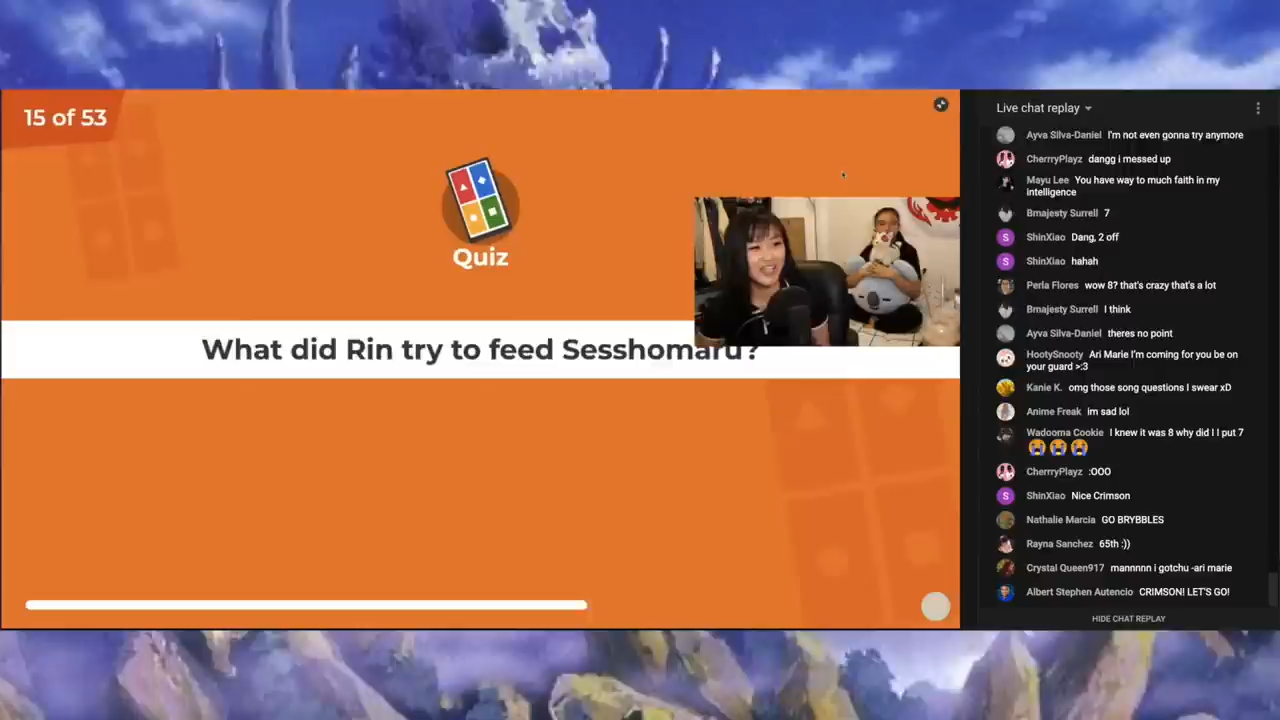 15 of 53
Quiz
What did Rin try to feed Sesshomaru?
Live chat replay
Ayva Silva-Daniel I'm not even gonna try anymore
CherrryPlayz dangg i messed up
Mayu Lee You have way to much faith in my
intelligence
Bmajesty Surrell 7
S ShinXiao Dang, 2 off
S ShinXiao hahah
Perla Flores wow 8? that's crazy that's a lot
Bmajesty Surrell I think
Ayva Silva-Daniel theres no point
HootySnooty Ari Marie I'm coming for you be on
your guard >:3
Kanie K. omg those song questions I swear xD
Anime Freak im sad lol
Wadooma Cookie I knew it was 8 why did I I put 7
😭 😭 😭
CherrryPlayz :OOO
S ShinXiao Nice Crimson
Nathalie Marcia GO BRYBBLES
Rayna Sanchez 65th :))
Crystal Queen917 mannnnn i gotchu -ari marie
Albert Stephen Autencio CRIMSON! LET'S GO!
HIDE CHAT REPLAY